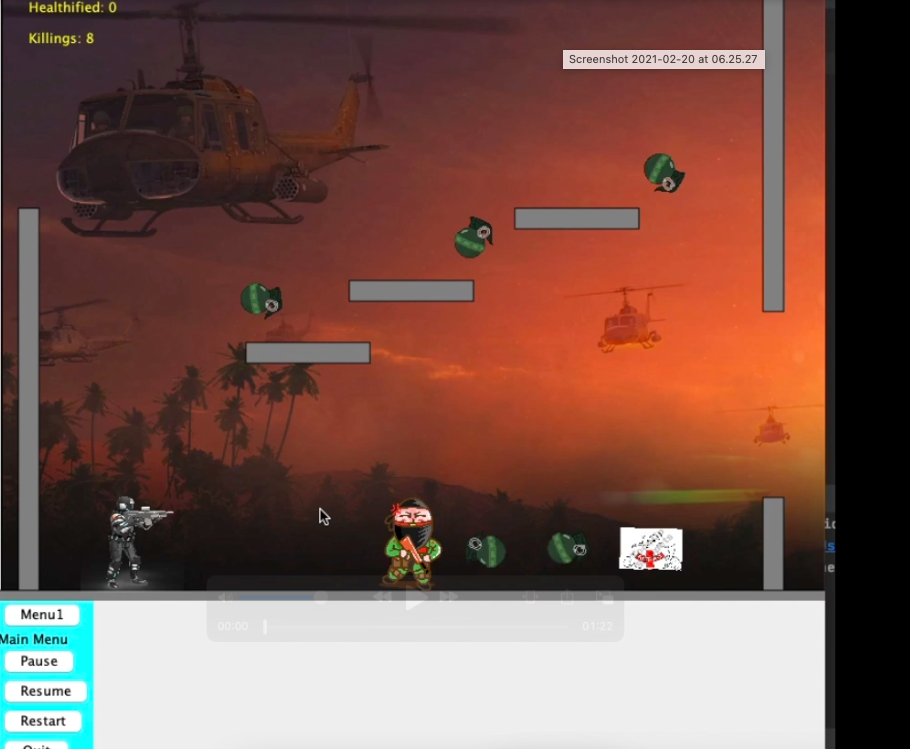 Healthified: 0
Killings: 8
Screenshot 2021-02-20 at 06.25.27
00:00
01:22
Menu1
Main Menu
Pause
Resume
Restart
Quit